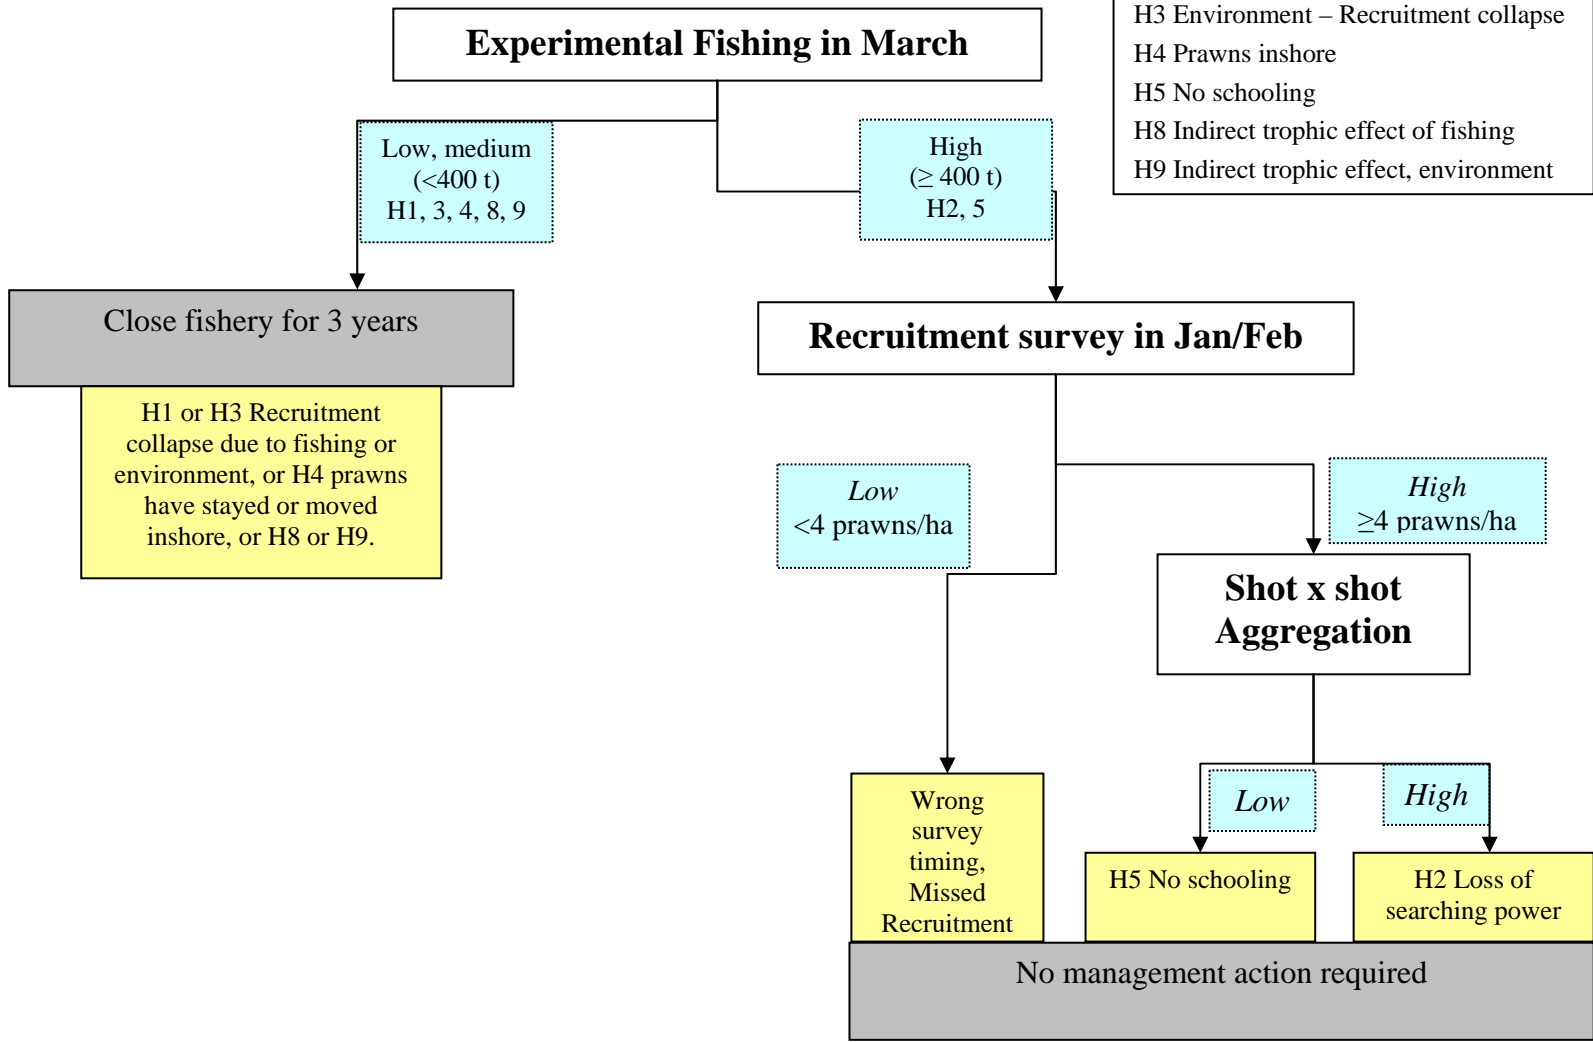 Experimental Fishing in March
H3 Environment – Recruitment collapse
H4 Prawns inshore
H5 No schooling
H8 Indirect trophic effect of fishing
H9 Indirect trophic effect, environment
Low, medium
(<400 t)
H1, 3, 4, 8, 9
High
(≥ 400 t)
H2, 5
Close fishery for 3 years
H1 or H3 Recruitment
collapse due to fishing or
environment, or H4 prawns
have stayed or moved
inshore, or H8 or H9.
Recruitment survey in Jan/Feb
Low
<4 prawns/ha
High
≥4 prawns/ha
Shot x shot
Aggregation
Low
High
Wrong
survey
timing,
Missed
Recruitment
H5 No schooling
H2 Loss of
searching power
No management action required